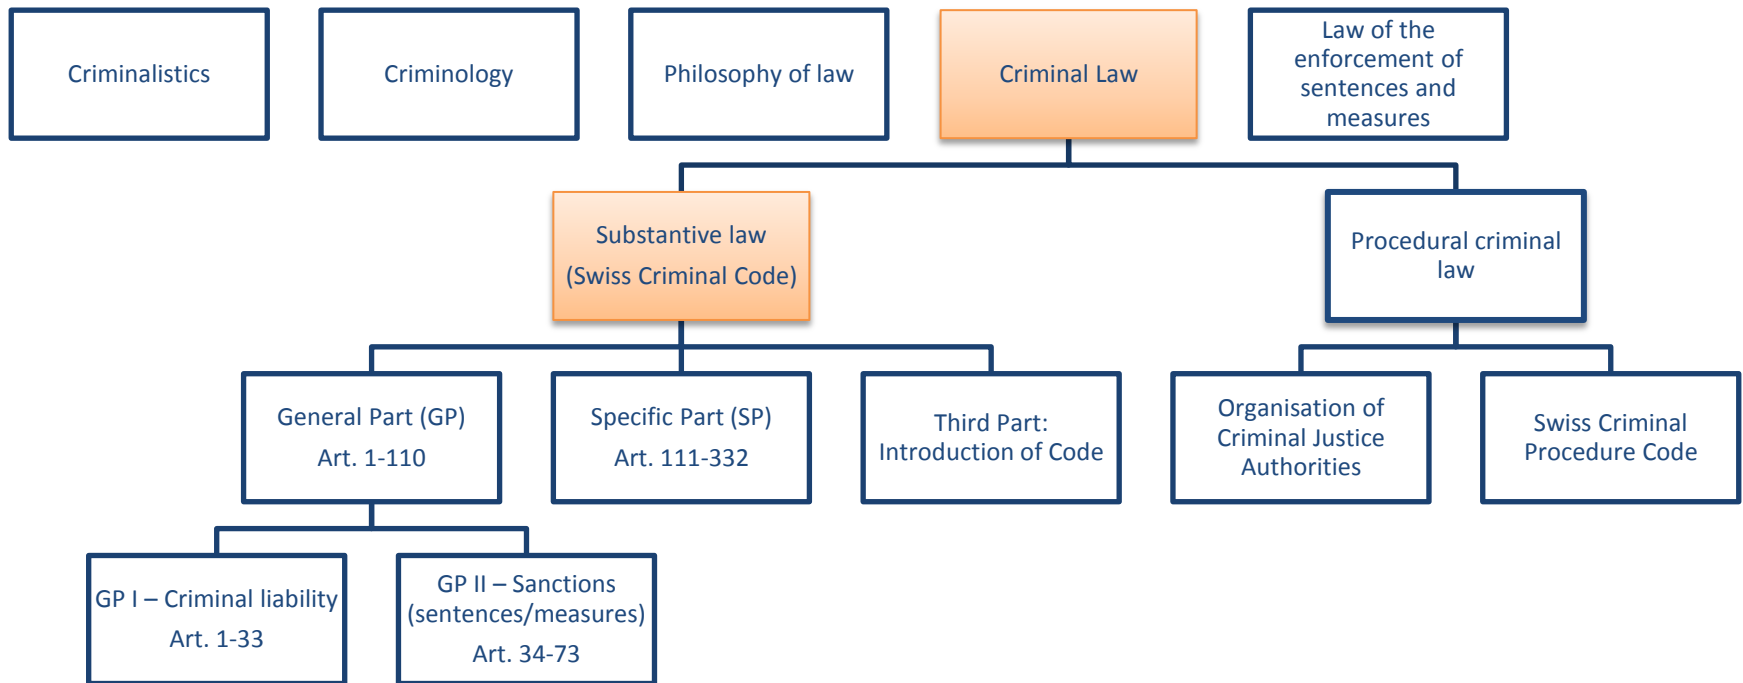 Criminalistics
Criminology
Philosophy of law
Criminal Law
Law of the
enforcement of
sentences and
measures
Substantive law
(Swiss Criminal Code)
Procedural criminal
law
General Part (GP)
Art. 1-110
Specific Part (SP)
Art. 111-332
Third Part:
Introduction of Code
Organisation of
Criminal Justice
Authorities
Swiss Criminal
Procedure Code
GP I – Criminal liability
Art. 1-33
GP II – Sanctions
(sentences/measures)
Art. 34-73